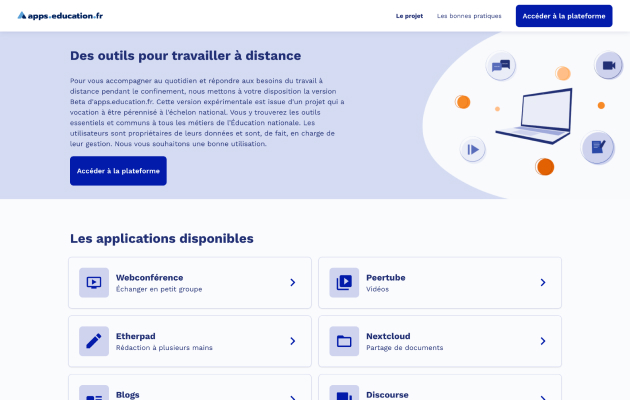 apps.education.fr
Le projet
Les bonnes pratiques
Accéder à la plateforme
Des outils pour travailler à distance
Pour vous accompagner au quotidien et répondre aux besoins du travail à
distance pendant le confinement, nous mettons à votre disposition la version
Beta d'apps.education.fr. Cette version expérimentale est issue d'un projet qui a
vocation à être pérennisé à l'échelon national. Vous y trouverez les outils
essentiels et communs à tous les métiers de l'Éducation nationale. Les
utilisateurs sont propriétaires de leurs données et sont, de fait, en charge de
leur gestion. Nous vous souhaitons une bonne utilisation.
Accéder à la plateforme
Les applications disponibles
Webconférence
Échanger en petit groupe
Peertube
Vidéos
Etherpad
Rédaction à plusieurs mains
Nextcloud
Partage de documents
Blogs
Discourse